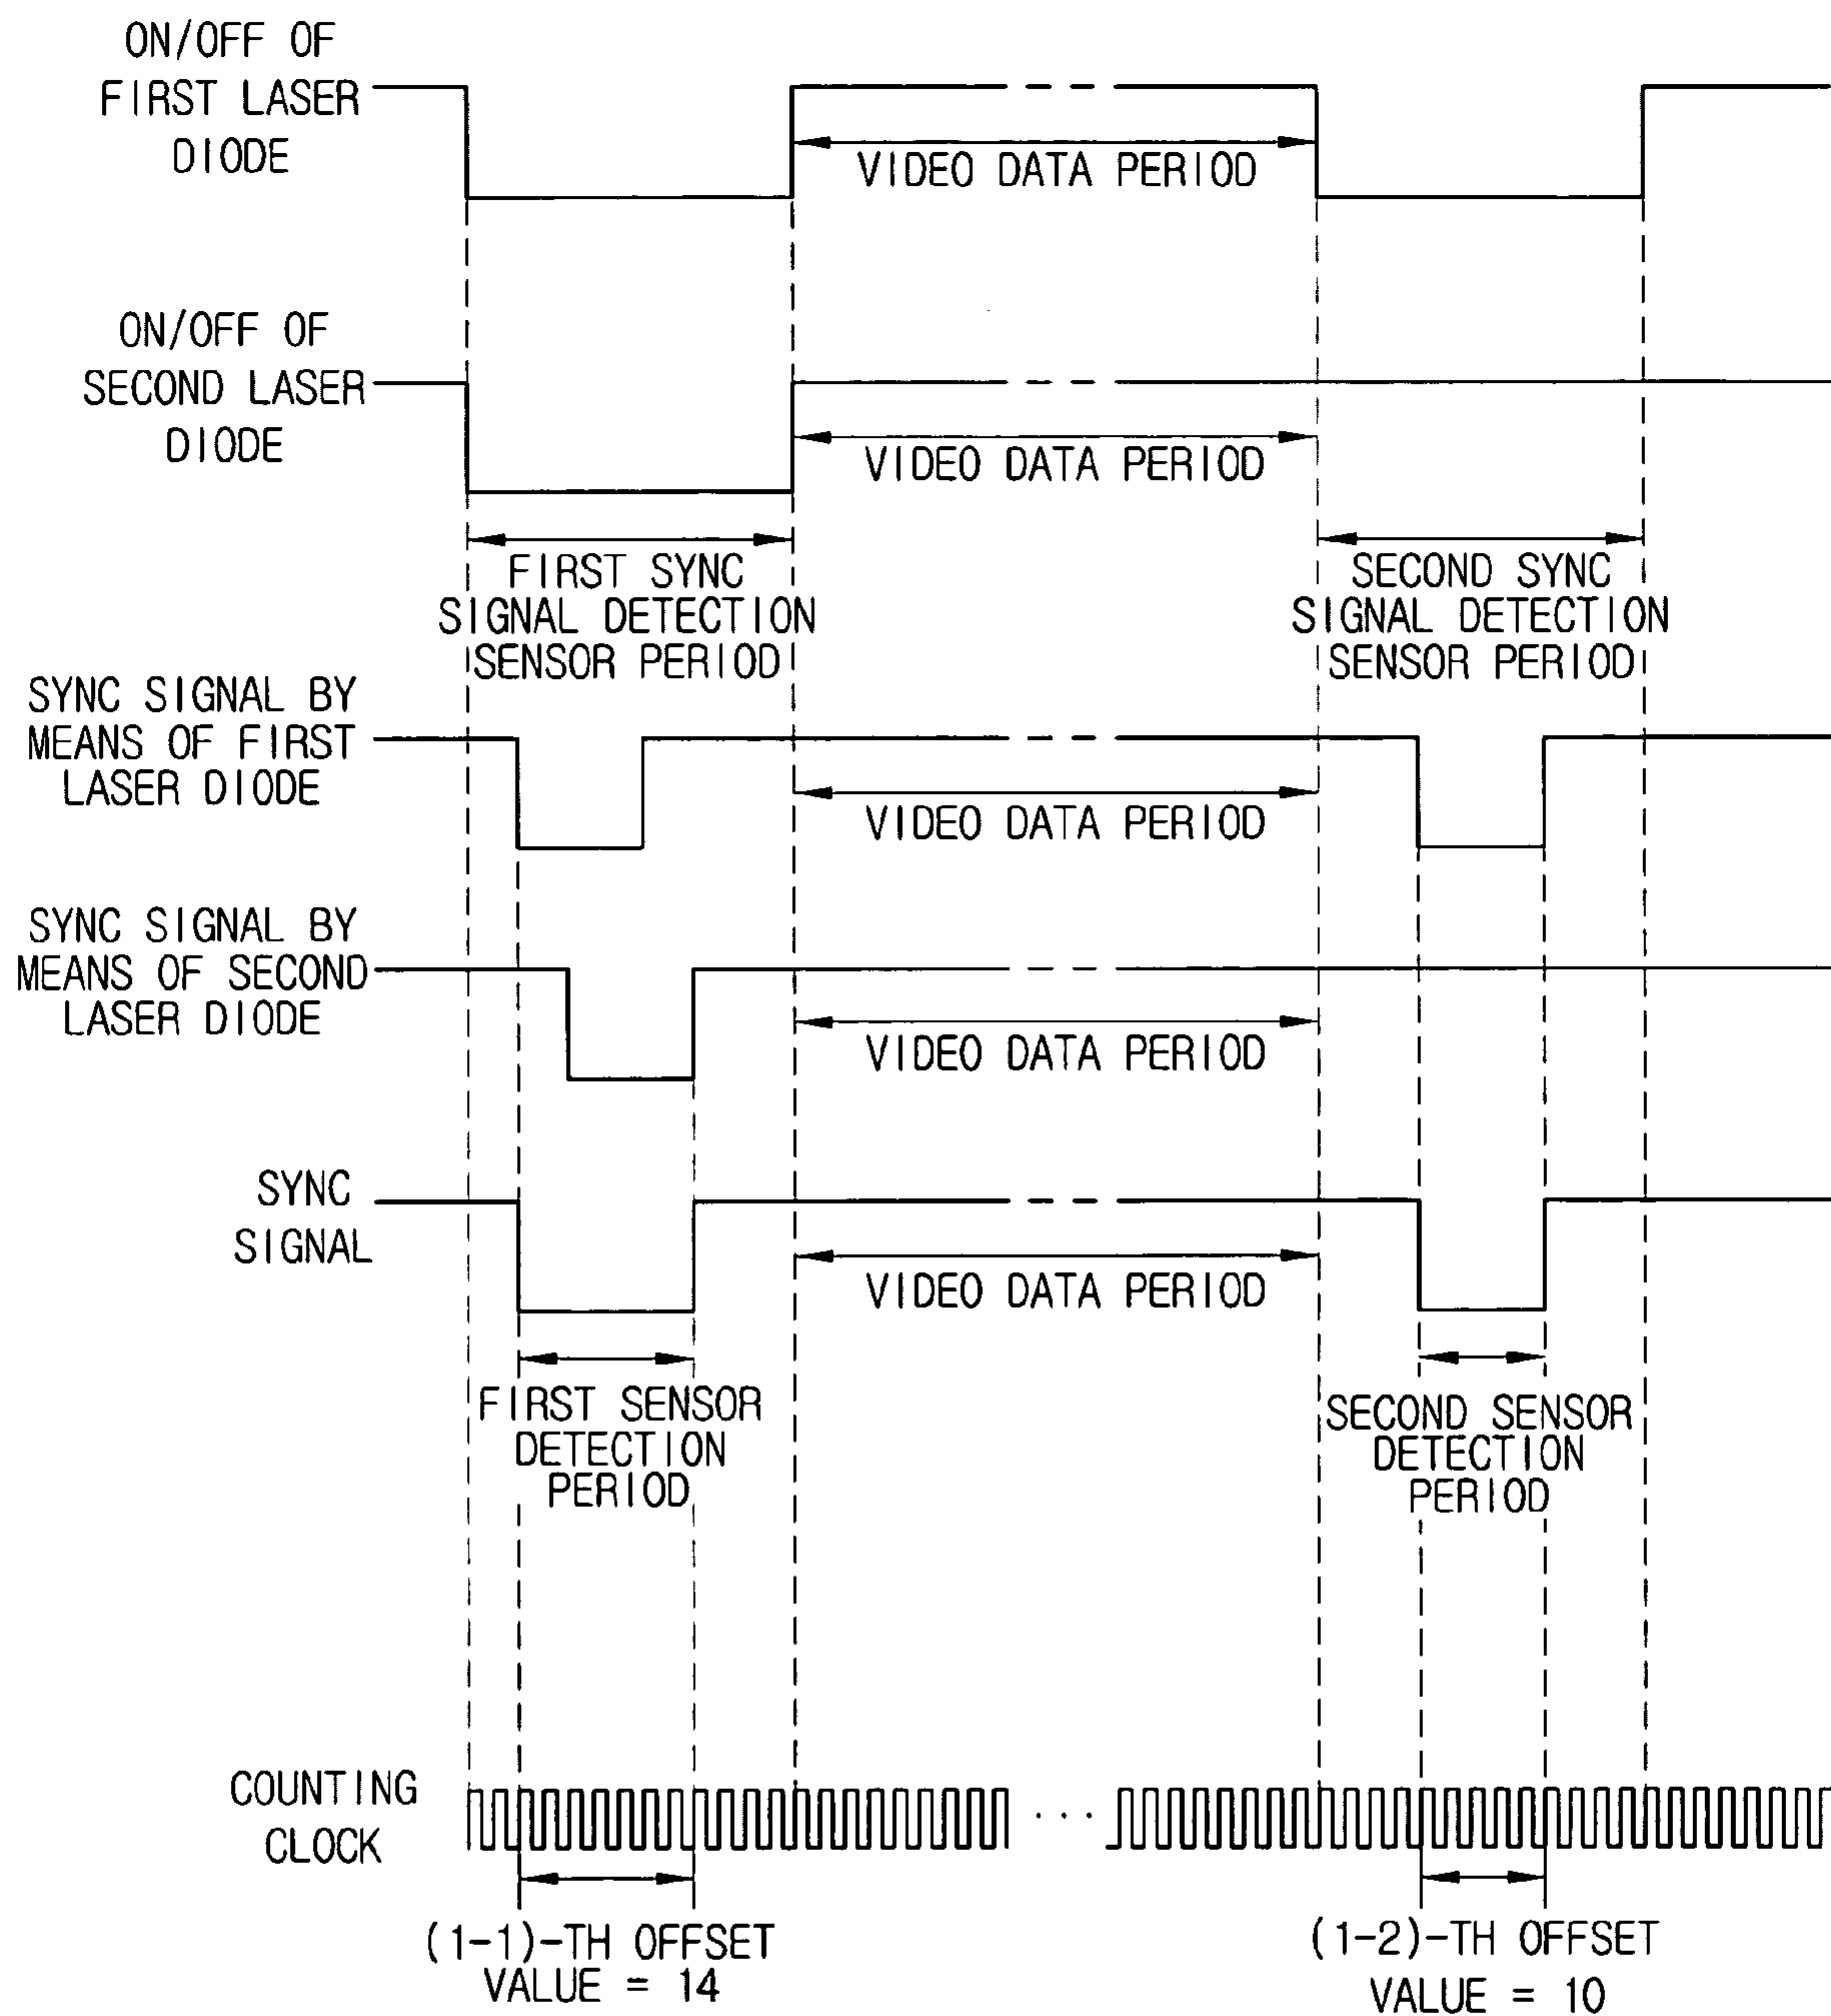 ON/OFF OF
FIRST LASER
DIODE
VIDEO DATA PERIOD
ON/OFF OF
SECOND LASER
DIODE
VIDEO DATA PERIOD
FIRST SYNC
SIGNAL DETECTION
SENSOR PERIOD
SECOND SYNC
SIGNAL DETECTION
SENSOR PERIOD
SYNC SIGNAL BY
MEANS OF FIRST
LASER DIODE
VIDEO DATA PERIOD
SYNC SIGNAL BY
MEANS OF SECOND
LASER DIODE
VIDEO DATA PERIOD
SYNC
SIGNAL
VIDEO DATA PERIOD
FIRST SENSOR
DETECTION
PERIOD
SECOND SENSOR
DETECTION
PERIOD
COUNTING
CLOCK
...
(1-1)-TH OFFSET
VALUE = 14
(1-2)-TH OFFSET
VALUE = 10